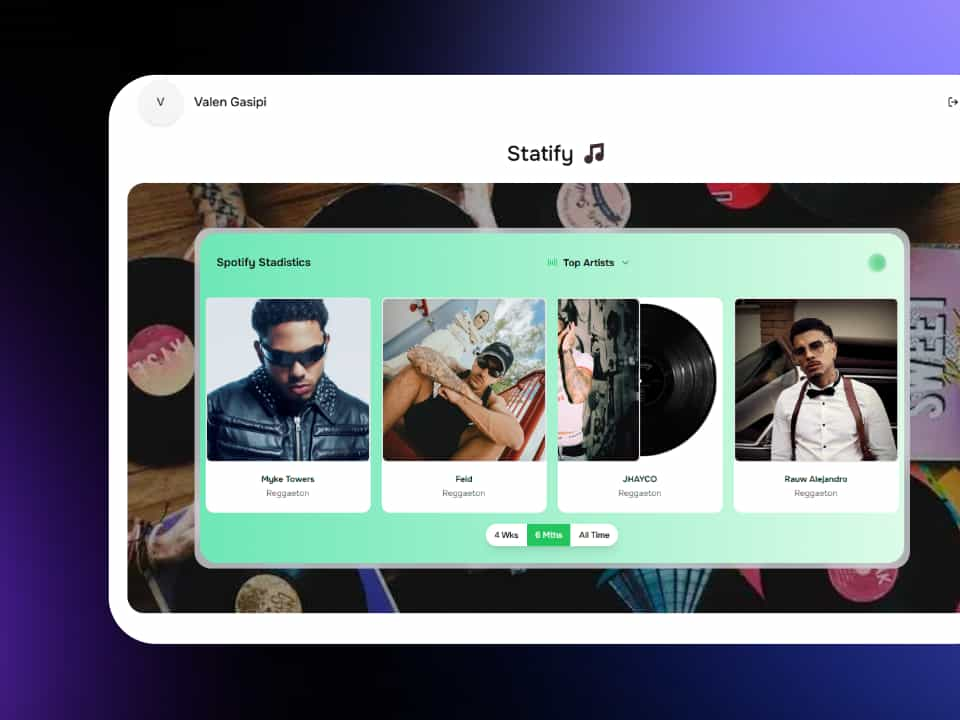 V
Valen Gasipi
Statify
Spotify Stadistics
Top Artists
SWEET
Myke Towers
Reggaeton
Feid
Reggaeton
JHAYCO
Reggaeton
Rauw Alejandro
Reggaeton
4 Wks
6 Mths
All Time